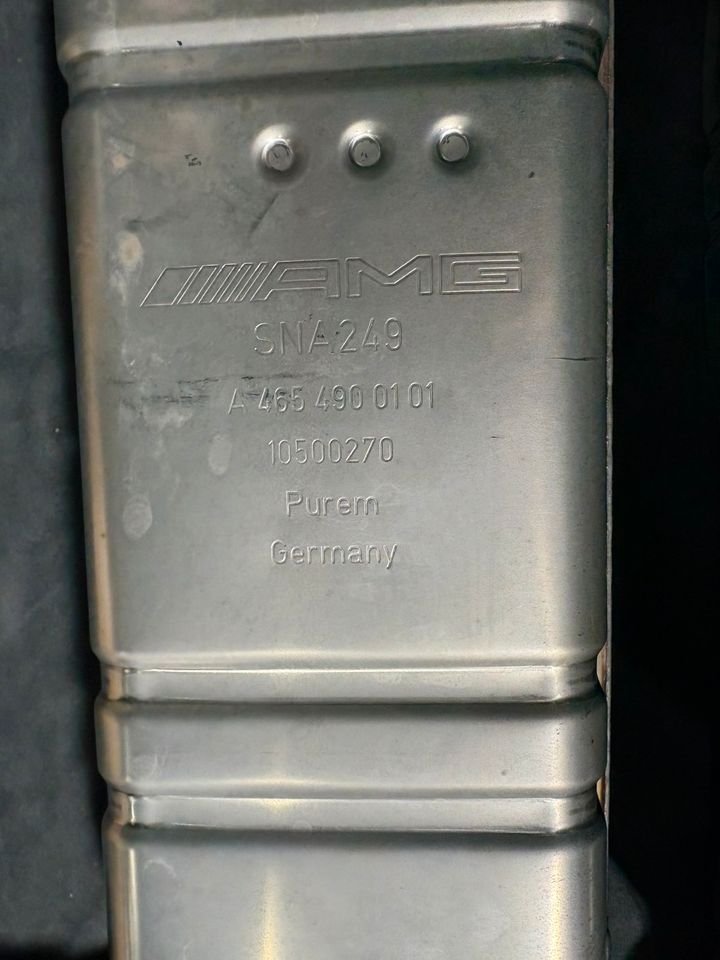 AMG
SNA249
A 465 490 01 01
10500270
Purem
Germany